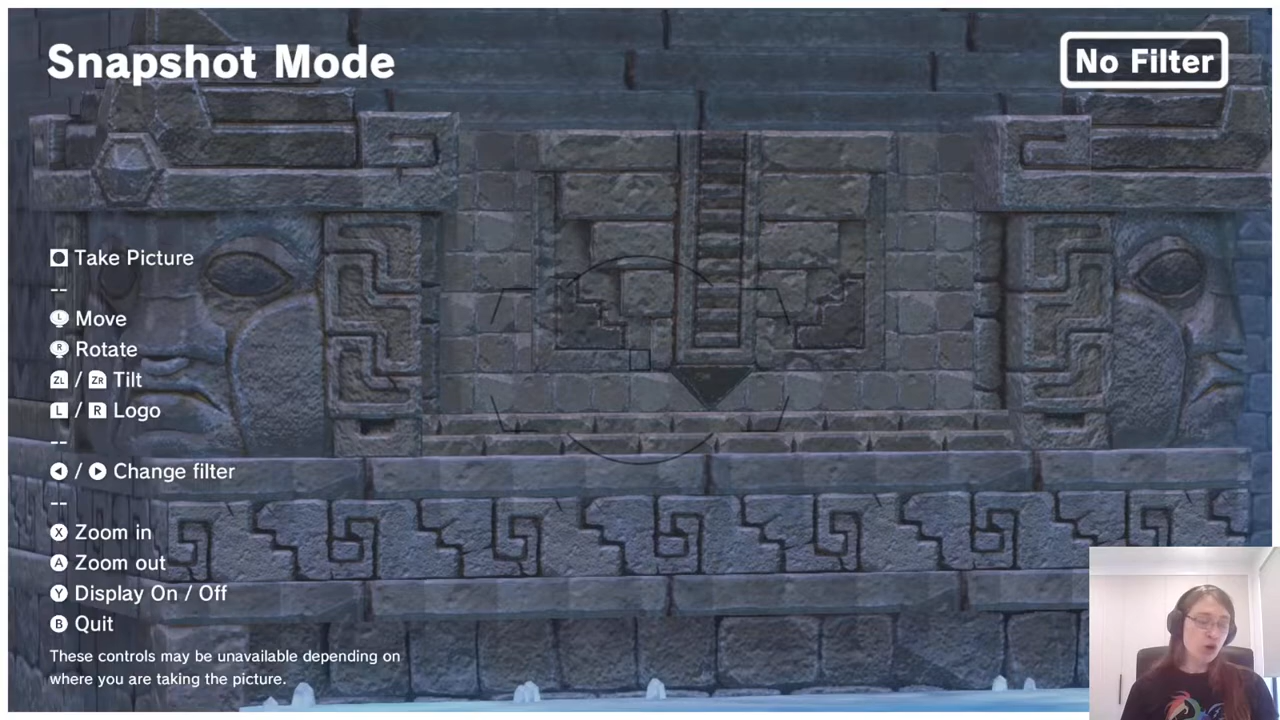 Snapshot Mode
No Filter
Take Picture
--
L Move
R Rotate
ZL / ZR Tilt
L / R Logo
--
/ Change filter
--
X Zoom in
A Zoom out
Y Display On / Off
B Quit
These controls may be unavailable depending on
where you are taking the picture.